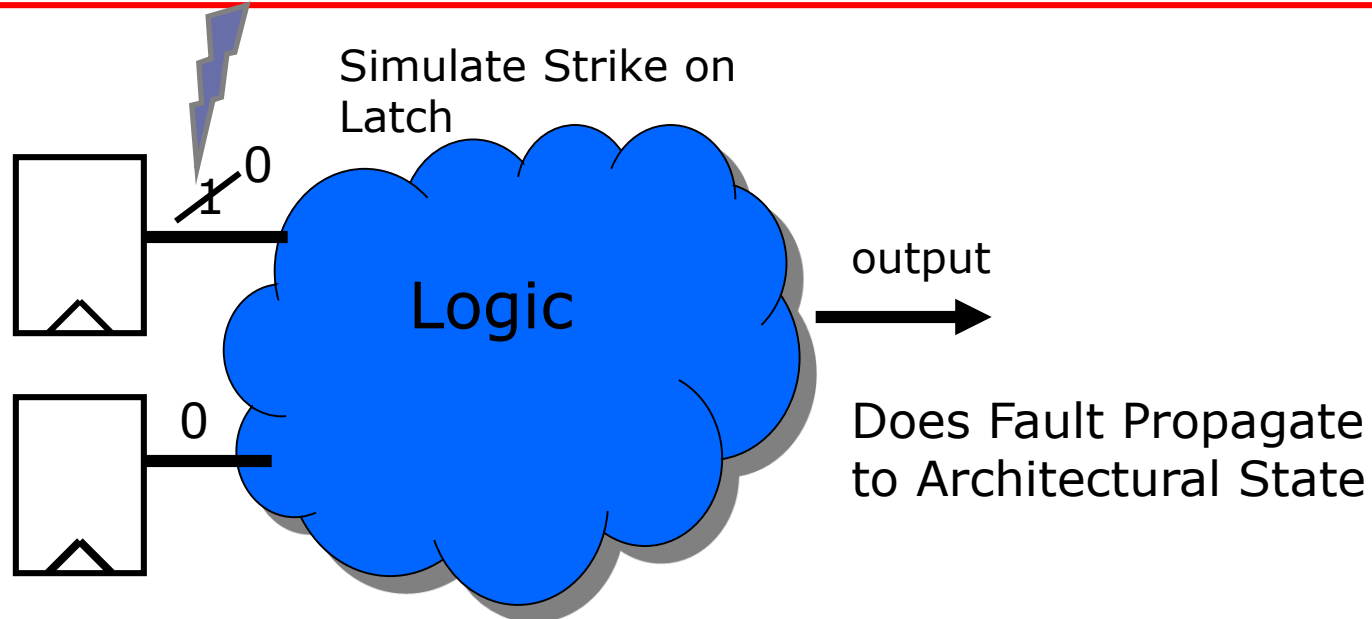 Simulate Strike on
Latch
1 0
Logic
output
0
Does Fault Propagate
to Architectural State